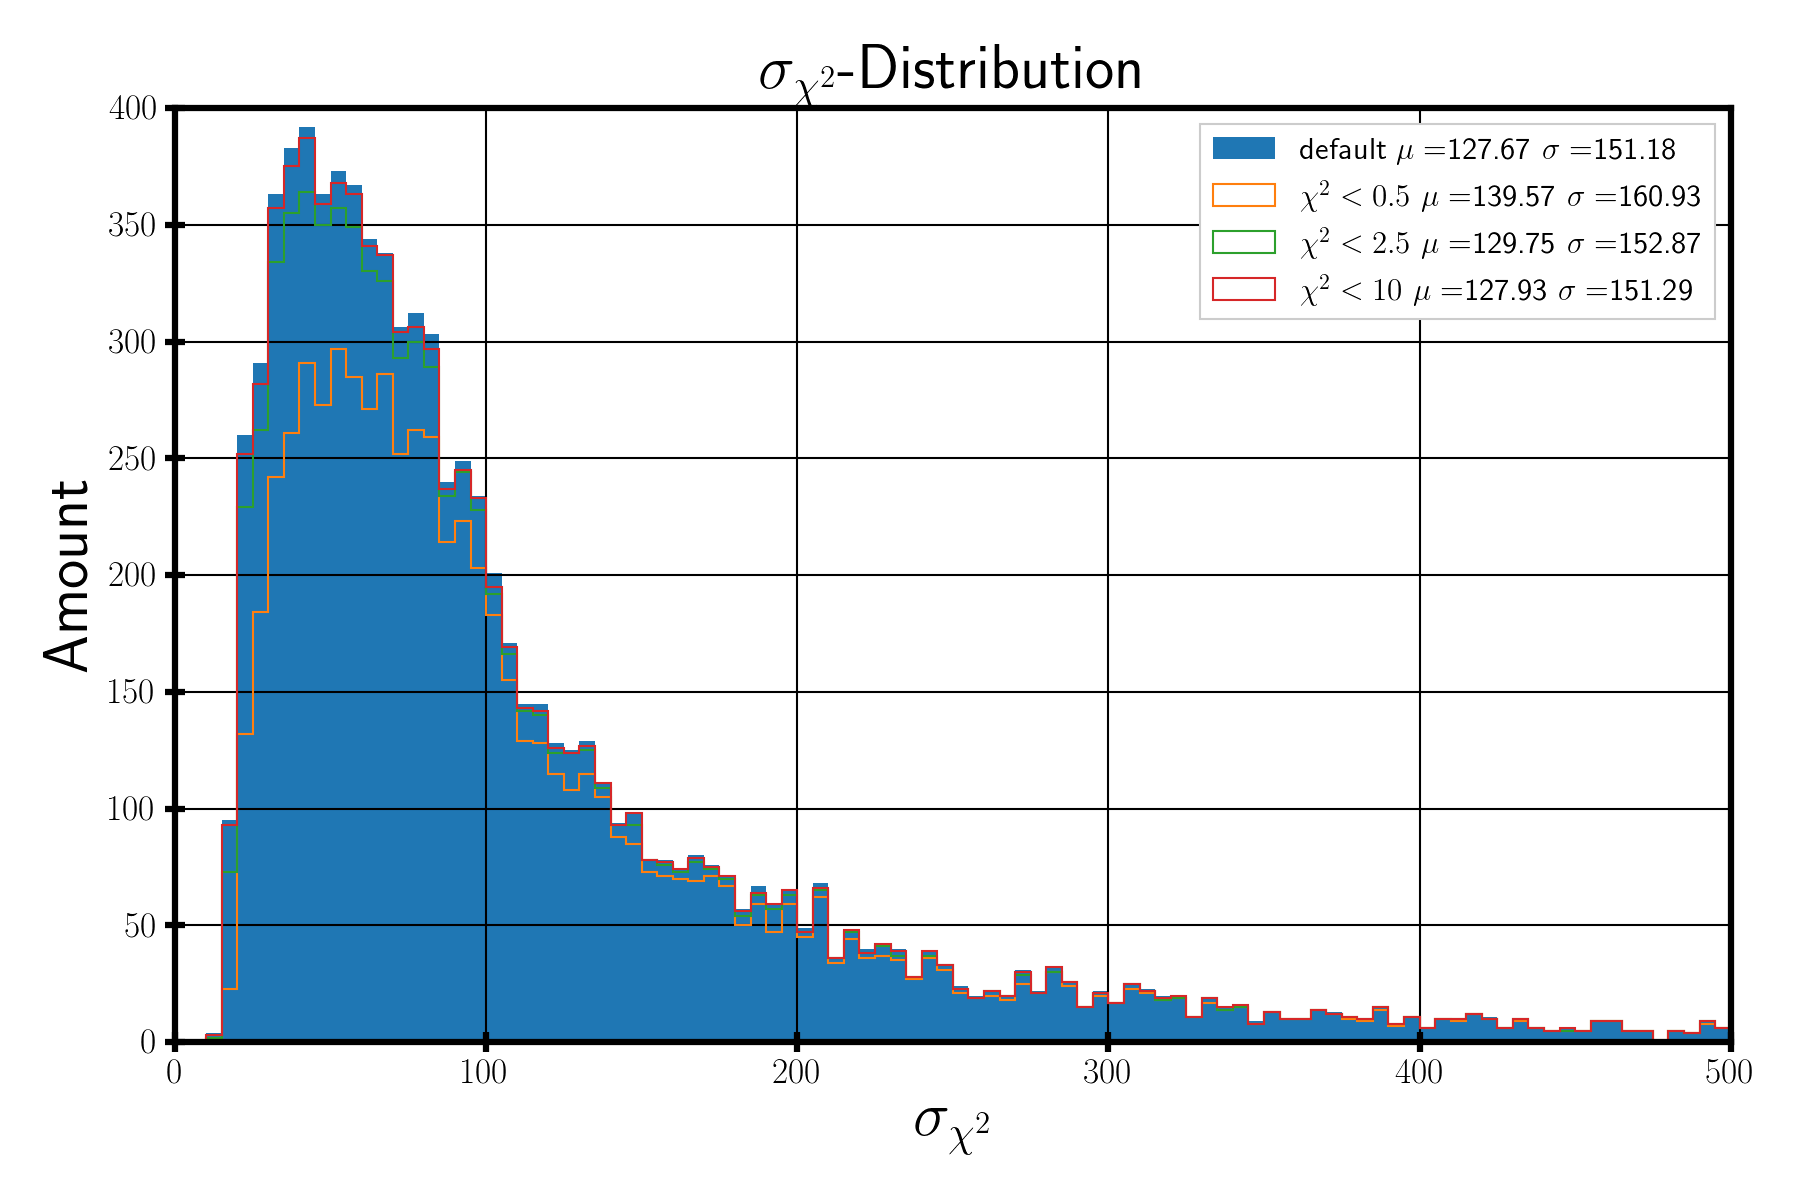 σχ²-Distribution
400
350
300
250
200
150
100
50
0
Amount
default μ =127.67 σ =151.18
χ² < 0.5 μ =139.57 σ =160.93
χ² < 2.5 μ =129.75 σ =152.87
χ² < 10 μ =127.93 σ =151.29
0 100 200 300 400 500
σχ²